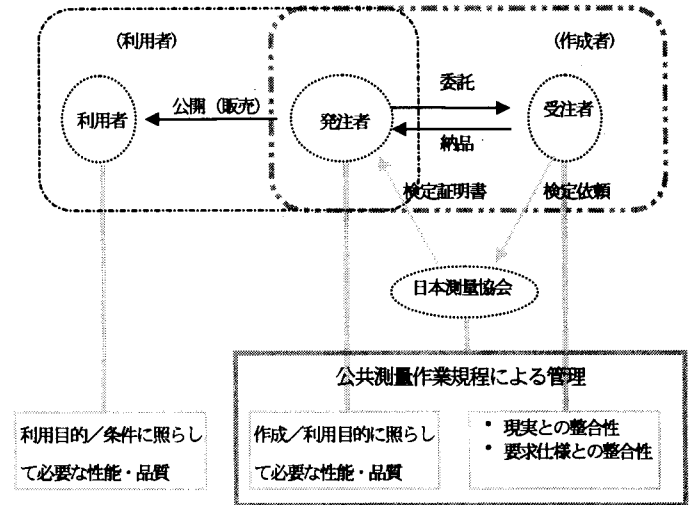 (利用者)
(作成者)
委託
利用者
公開(販売)
発注者
受注者
納品
検定証明書
検定依頼
日本測量協会
公共測量作業規程による管理
利用目的/条件に照らし
て必要な性能・品質
作成/利用目的に照らし
て必要な性能・品質
• 現実との整合性
• 要求仕様との整合性